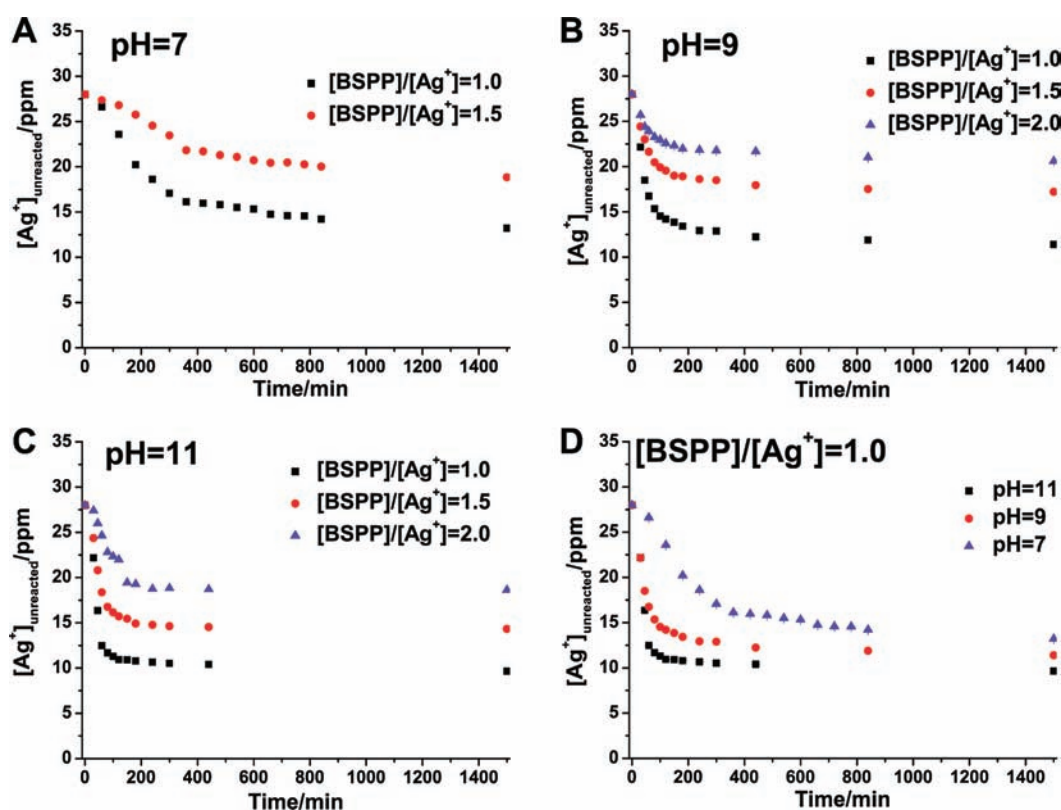 A
pH=7
[BSPP]/[Ag⁺]=1.0
[BSPP]/[Ag⁺]=1.5
[Ag⁺]unreacted/ppm
35
30
25
20
15
10
5
0
0 200 400 600 800 1000 1200 1400
Time/min
B
pH=9
[BSPP]/[Ag⁺]=1.0
[BSPP]/[Ag⁺]=1.5
[BSPP]/[Ag⁺]=2.0
[Ag⁺]unreacted/ppm
35
30
25
20
15
10
5
0
0 200 400 600 800 1000 1200 1400
Time/min
C
pH=11
[BSPP]/[Ag⁺]=1.0
[BSPP]/[Ag⁺]=1.5
[BSPP]/[Ag⁺]=2.0
[Ag⁺]unreacted/ppm
35
30
25
20
15
10
5
0
0 200 400 600 800 1000 1200 1400
Time/min
D
[BSPP]/[Ag⁺]=1.0
pH=11
pH=9
pH=7
[Ag⁺]unreacted/ppm
35
30
25
20
15
10
5
0
0 200 400 600 800 1000 1200 1400
Time/min